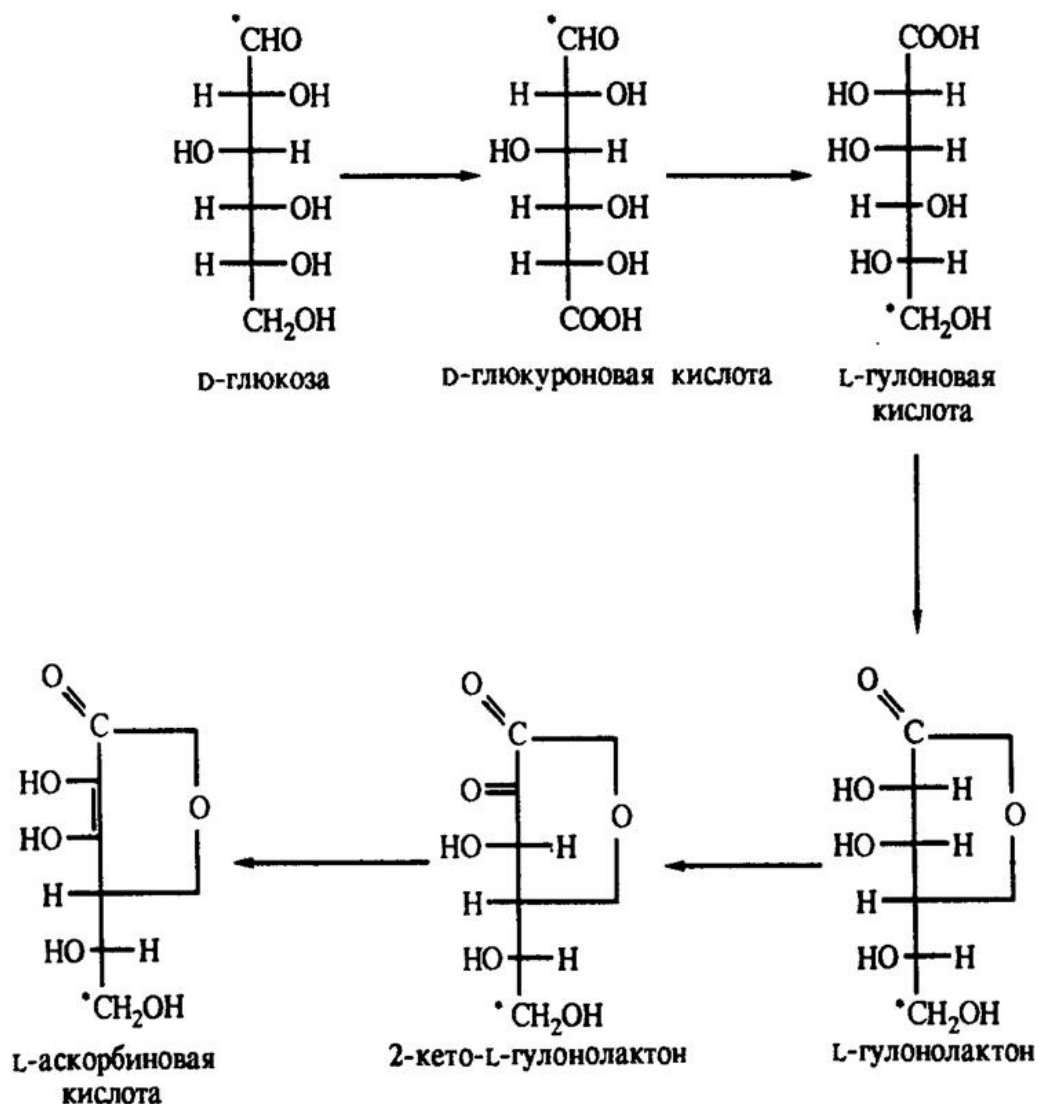 *CHO *CHO COOH
H OH H OH HO H
HO H HO H HO H
H OH H OH H OH
H OH H OH HO H
CH₂OH COOH *CH₂OH
D-глюкоза D-глюкуроновая кислота L-гулоновая
кислота
O O O
C C C
HO O HO H
O O O
HO HO H HO H
H H H
HO H HO H HO H
*CH₂OH *CH₂OH *CH₂OH
L-аскорбиновая 2-кето-L-гулонолактон L-гулонолактон
кислота